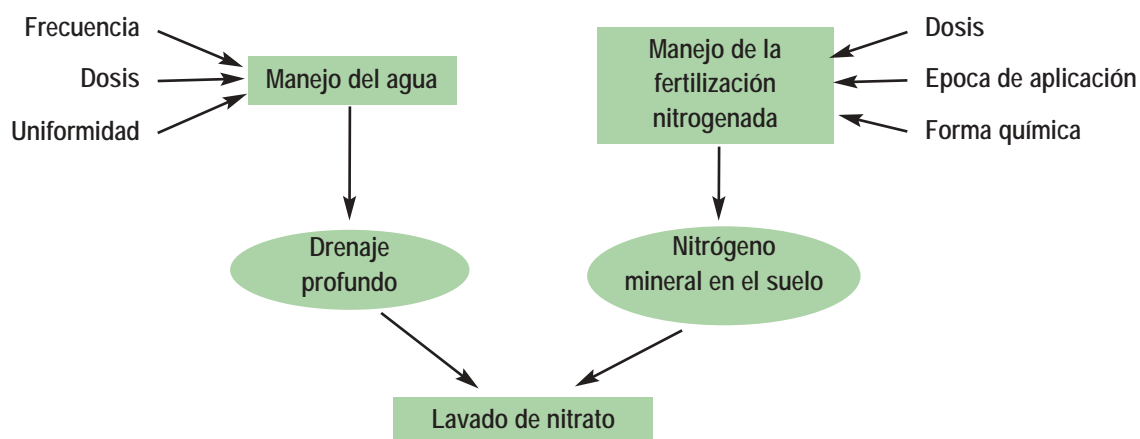 Frecuencia
Dosis
Uniformidad
Manejo del agua
Manejo de la
fertilización
nitrogenada
Dosis
Epoca de aplicación
Forma química
Drenaje
profundo
Nitrógeno
mineral en el suelo
Lavado de nitrato